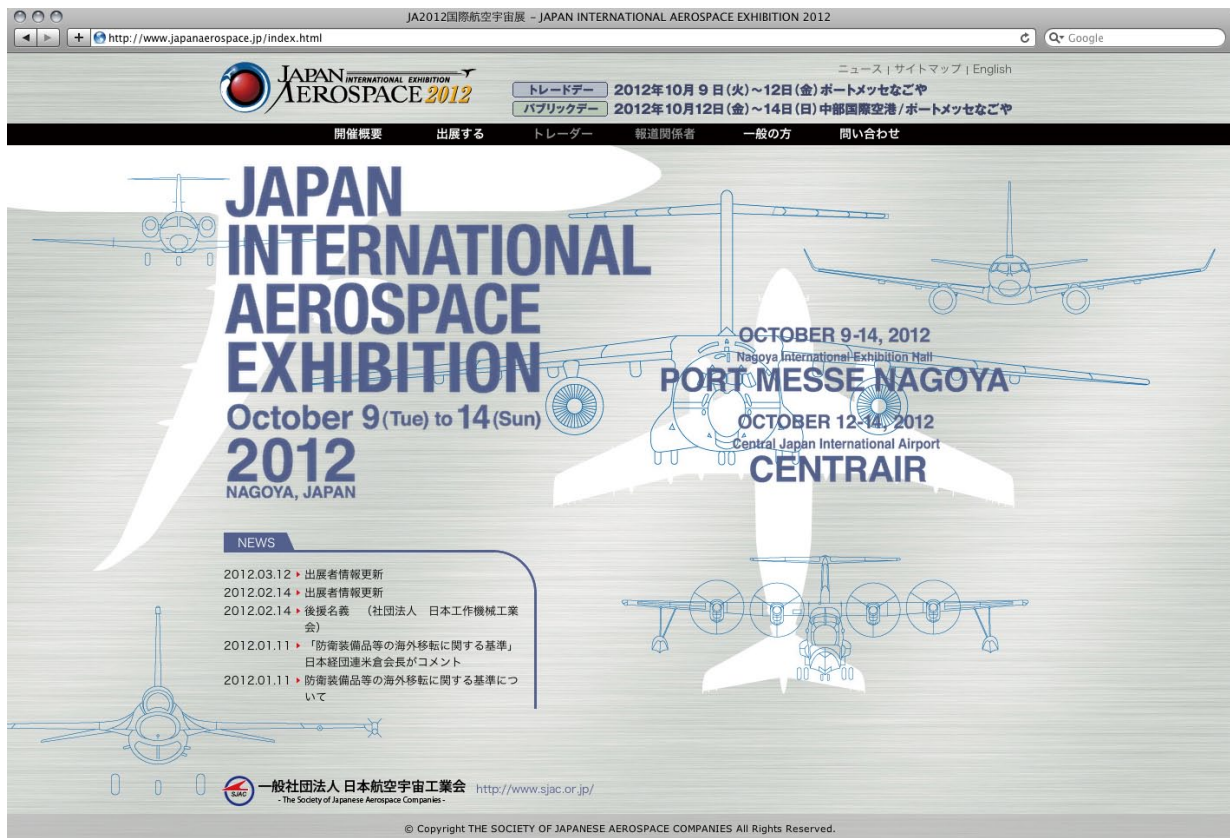 JA2012国際航空宇宙展 – JAPAN INTERNATIONAL AEROSPACE EXHIBITION 2012
http://www.japanaerospace.jp/index.html
Google
ニュース | サイトマップ | English
JAPAN INTERNATIONAL EXHIBITION
AEROSPACE 2012
トレードデー 2012年10月9日(火)～12日(金)ポートメッセなごや
パブリックデー 2012年10月12日(金)～14日(日)中部国際空港/ポートメッセなごや
開催概要 出展する トレーダー 報道関係者 一般の方 問い合わせ
JAPAN
INTERNATIONAL
AEROSPACE
EXHIBITION
October 9(Tue) to 14(Sun)
2012
NAGOYA, JAPAN
OCTOBER 9-14, 2012
Nagoya International Exhibition Hall
PORT MESSE NAGOYA
OCTOBER 12-14, 2012
Central Japan International Airport
CENTRAIR
NEWS
2012.03.12 出展者情報更新
2012.02.14 出展者情報更新
2012.02.14 後援名義 （社団法人 日本工作機械工業
会）
2012.01.11 「防衛装備品等の海外移転に関する基準」
日本経団連米倉会長がコメント
2012.01.11 防衛装備品等の海外移転に関する基準につ
いて
SJAC
一般社団法人 日本航空宇宙工業会 http://www.sjac.or.jp/
- The Society of Japanese Aerospace Companies -
© Copyright THE SOCIETY OF JAPANESE AEROSPACE COMPANIES All Rights Reserved.